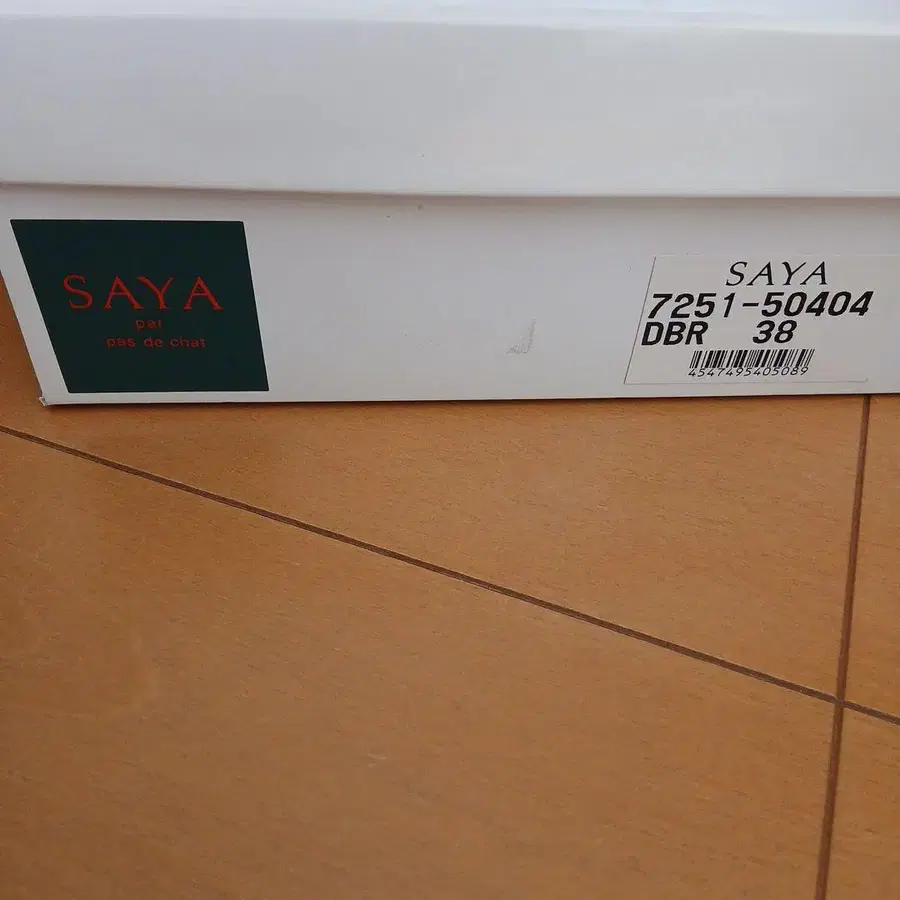 SAYA
par
pas de chat
SAYA
7251-50404
DBR 38
4547495405089